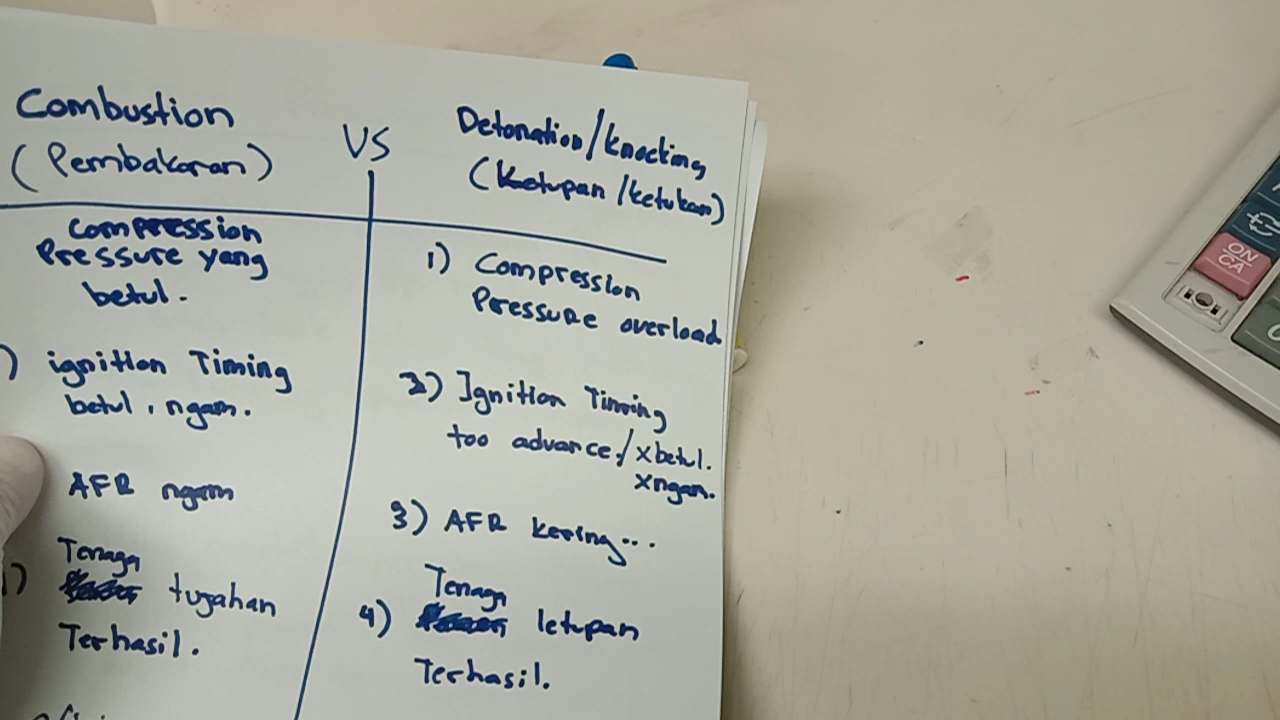 Combustion
(Pembakaran)
VS
Detonation/knocking
(Letupan/ketukan)
Compression
Pressure yang
betul.
) ignition Timing
betul, ngam.
AFR ngam
Tenaga
) tujahan
Terhasil.
1) Compression
Pressure overload
2) Ignition Timing
too advance/xbetul.
xngam.
3) AFR kering...
Tenaga
4) letupan
Terhasil.
ON
CA